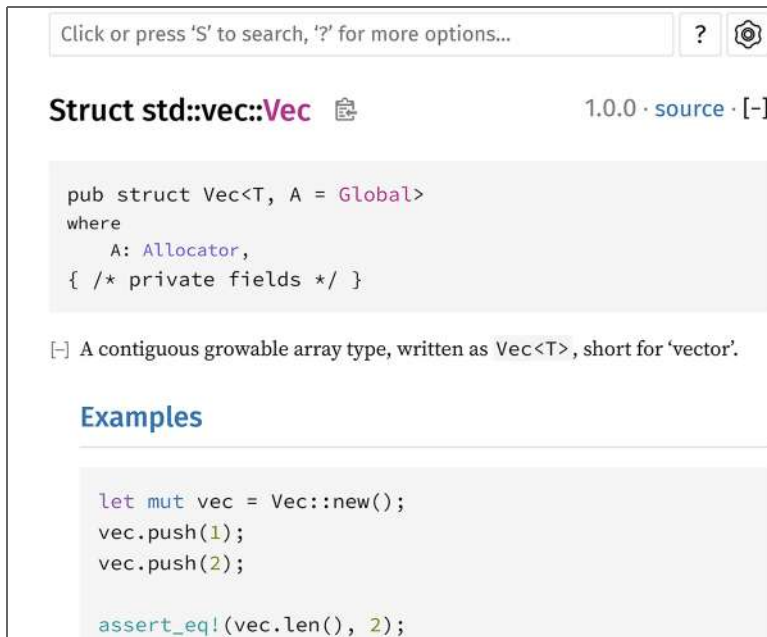 Click or press ‘S’ to search, ‘?’ for more options...
?
Struct std::vec::Vec
1.0.0 · source · [-]
pub struct Vec<T, A = Global>
where
    A: Allocator,
{ /* private fields */ }
[-] A contiguous growable array type, written as Vec<T>, short for ‘vector’.
Examples
let mut vec = Vec::new();
vec.push(1);
vec.push(2);
assert_eq!(vec.len(), 2);